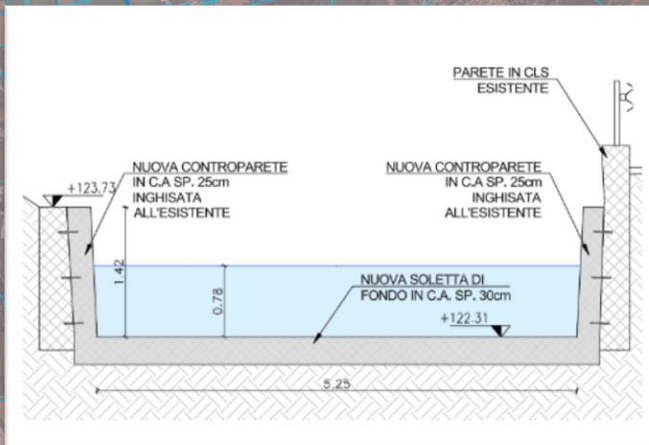 PARETE IN CLS
ESISTENTE
NUOVA CONTROPARETE
IN C.A SP. 25cm
INGHISATA
ALL'ESISTENTE
NUOVA CONTROPARETE
IN C.A SP. 25cm
INGHISATA
ALL'ESISTENTE
+123.73
1.42
0.78
NUOVA SOLETTA DI
FONDO IN C.A. SP. 30cm
+122.31
5.25